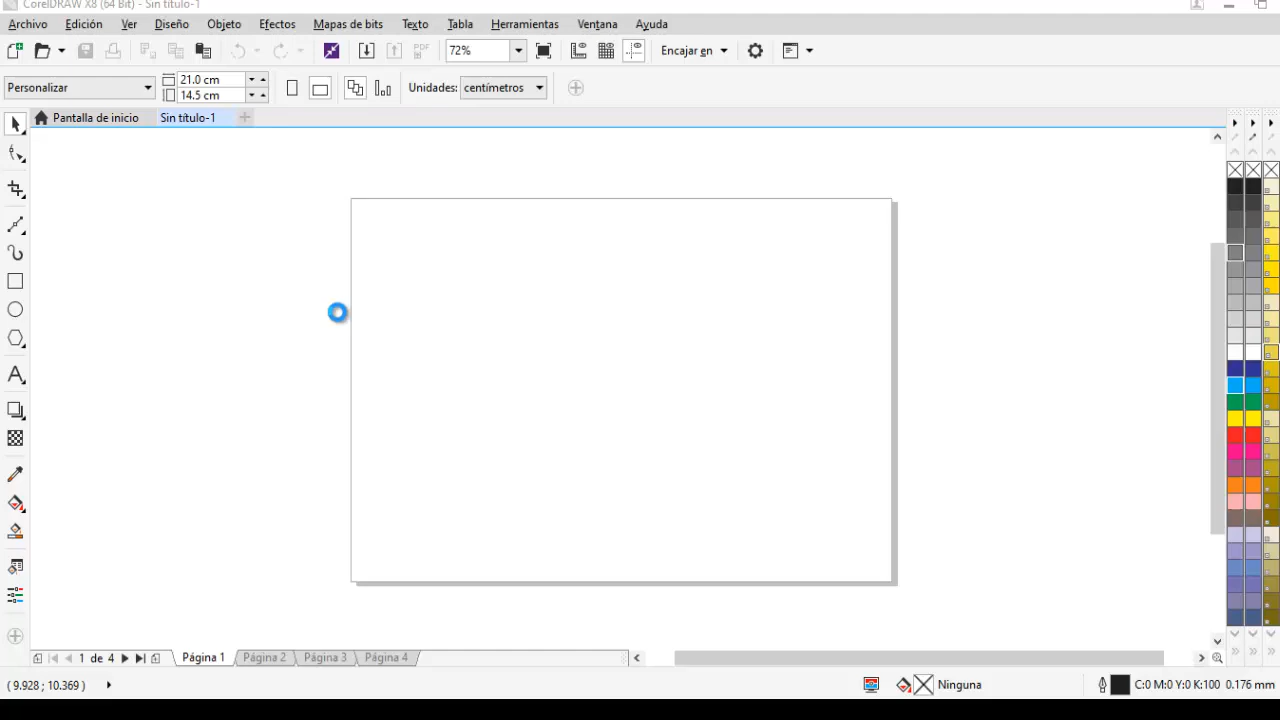 CorelDRAW X8 (64 Bit) - Sin título-1
Archivo Edición Ver Diseño Objeto Efectos Mapas de bits Texto Tabla Herramientas Ventana Ayuda
PDF 72% Encajar en
Personalizar 21.0 cm 14.5 cm Unidades: centímetros
Pantalla de inicio Sin título-1
1 de 4 Página 1 Página 2 Página 3 Página 4
( 9.928 ; 10.369 ) Ninguna C:0 M:0 Y:0 K:100 0.176 mm